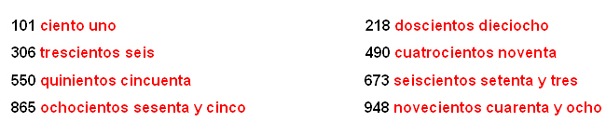 101 ciento uno
218 doscientos dieciocho
306 trescientos seis
490 cuatrocientos noventa
550 quinientos cincuenta
673 seiscientos setenta y tres
865 ochocientos sesenta y cinco
948 novecientos cuarenta y ocho